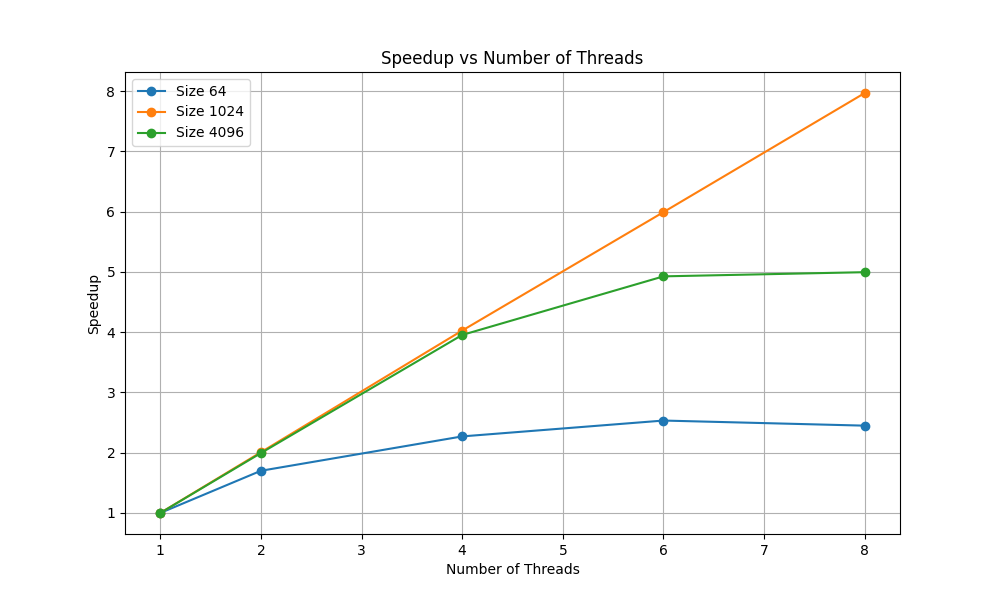 Speedup vs Number of Threads
Size 64
Size 1024
Size 4096
8
7
6
5
4
3
2
1
Speedup
1 2 3 4 5 6 7 8
Number of Threads